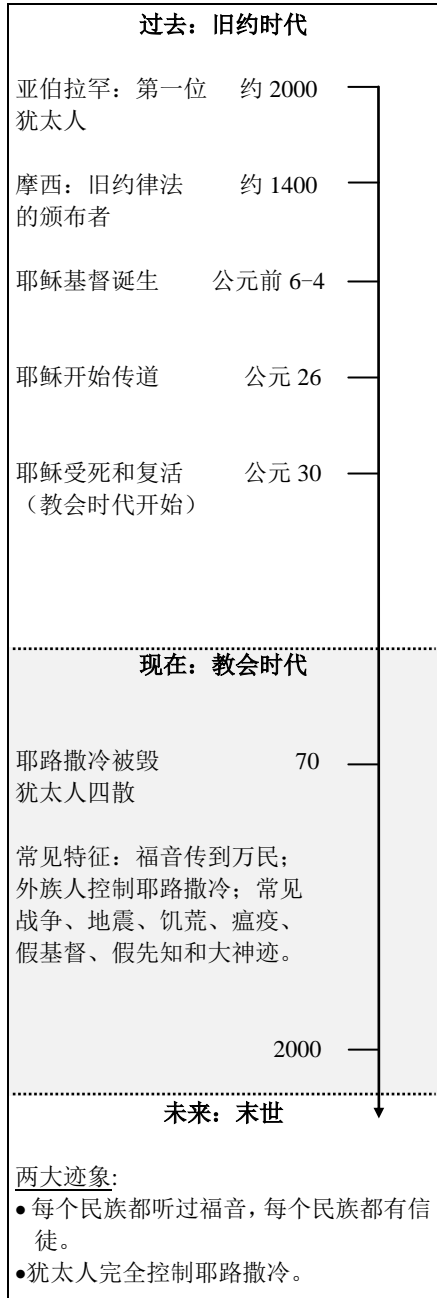 过去：旧约时代
亚伯拉罕：第一位 约 2000
犹太人
摩西：旧约律法 约 1400
的颁布者
耶稣基督诞生 公元前 6-4
耶稣开始传道 公元 26
耶稣受死和复活 公元 30
（教会时代开始）
现在：教会时代
耶路撒冷被毁 70
犹太人四散
常见特征：福音传到万民；
外族人控制耶路撒冷；常见
战争、地震、饥荒、瘟疫、
假基督、假先知和大神迹。
2000
未来：末世
两大迹象:
• 每个民族都听过福音，每个民族都有信
徒。
•犹太人完全控制耶路撒冷。